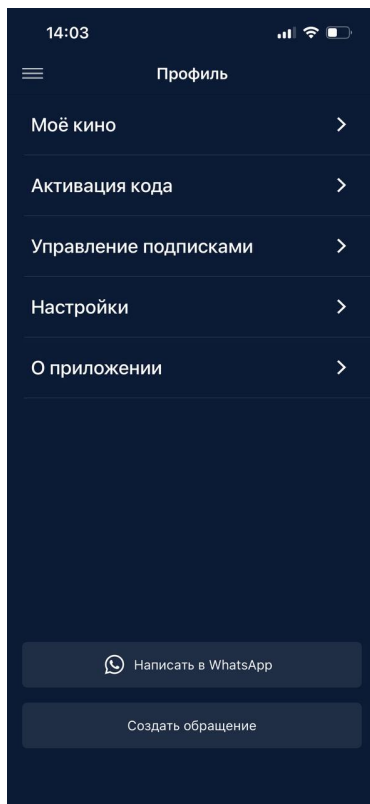 14:03
Профиль
Моё кино
Активация кода
Управление подписками
Настройки
О приложении
Написать в WhatsApp
Создать обращение